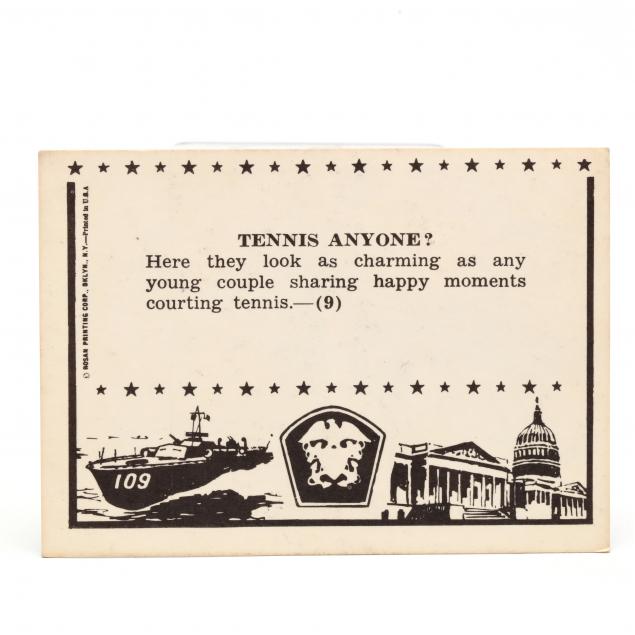 TENNIS ANYONE?
Here they look as charming as any
young couple sharing happy moments
courting tennis.—(9)
© ROSAN PRINTING CORP., BKLYN., N.Y.—Printed in U.S.A
109